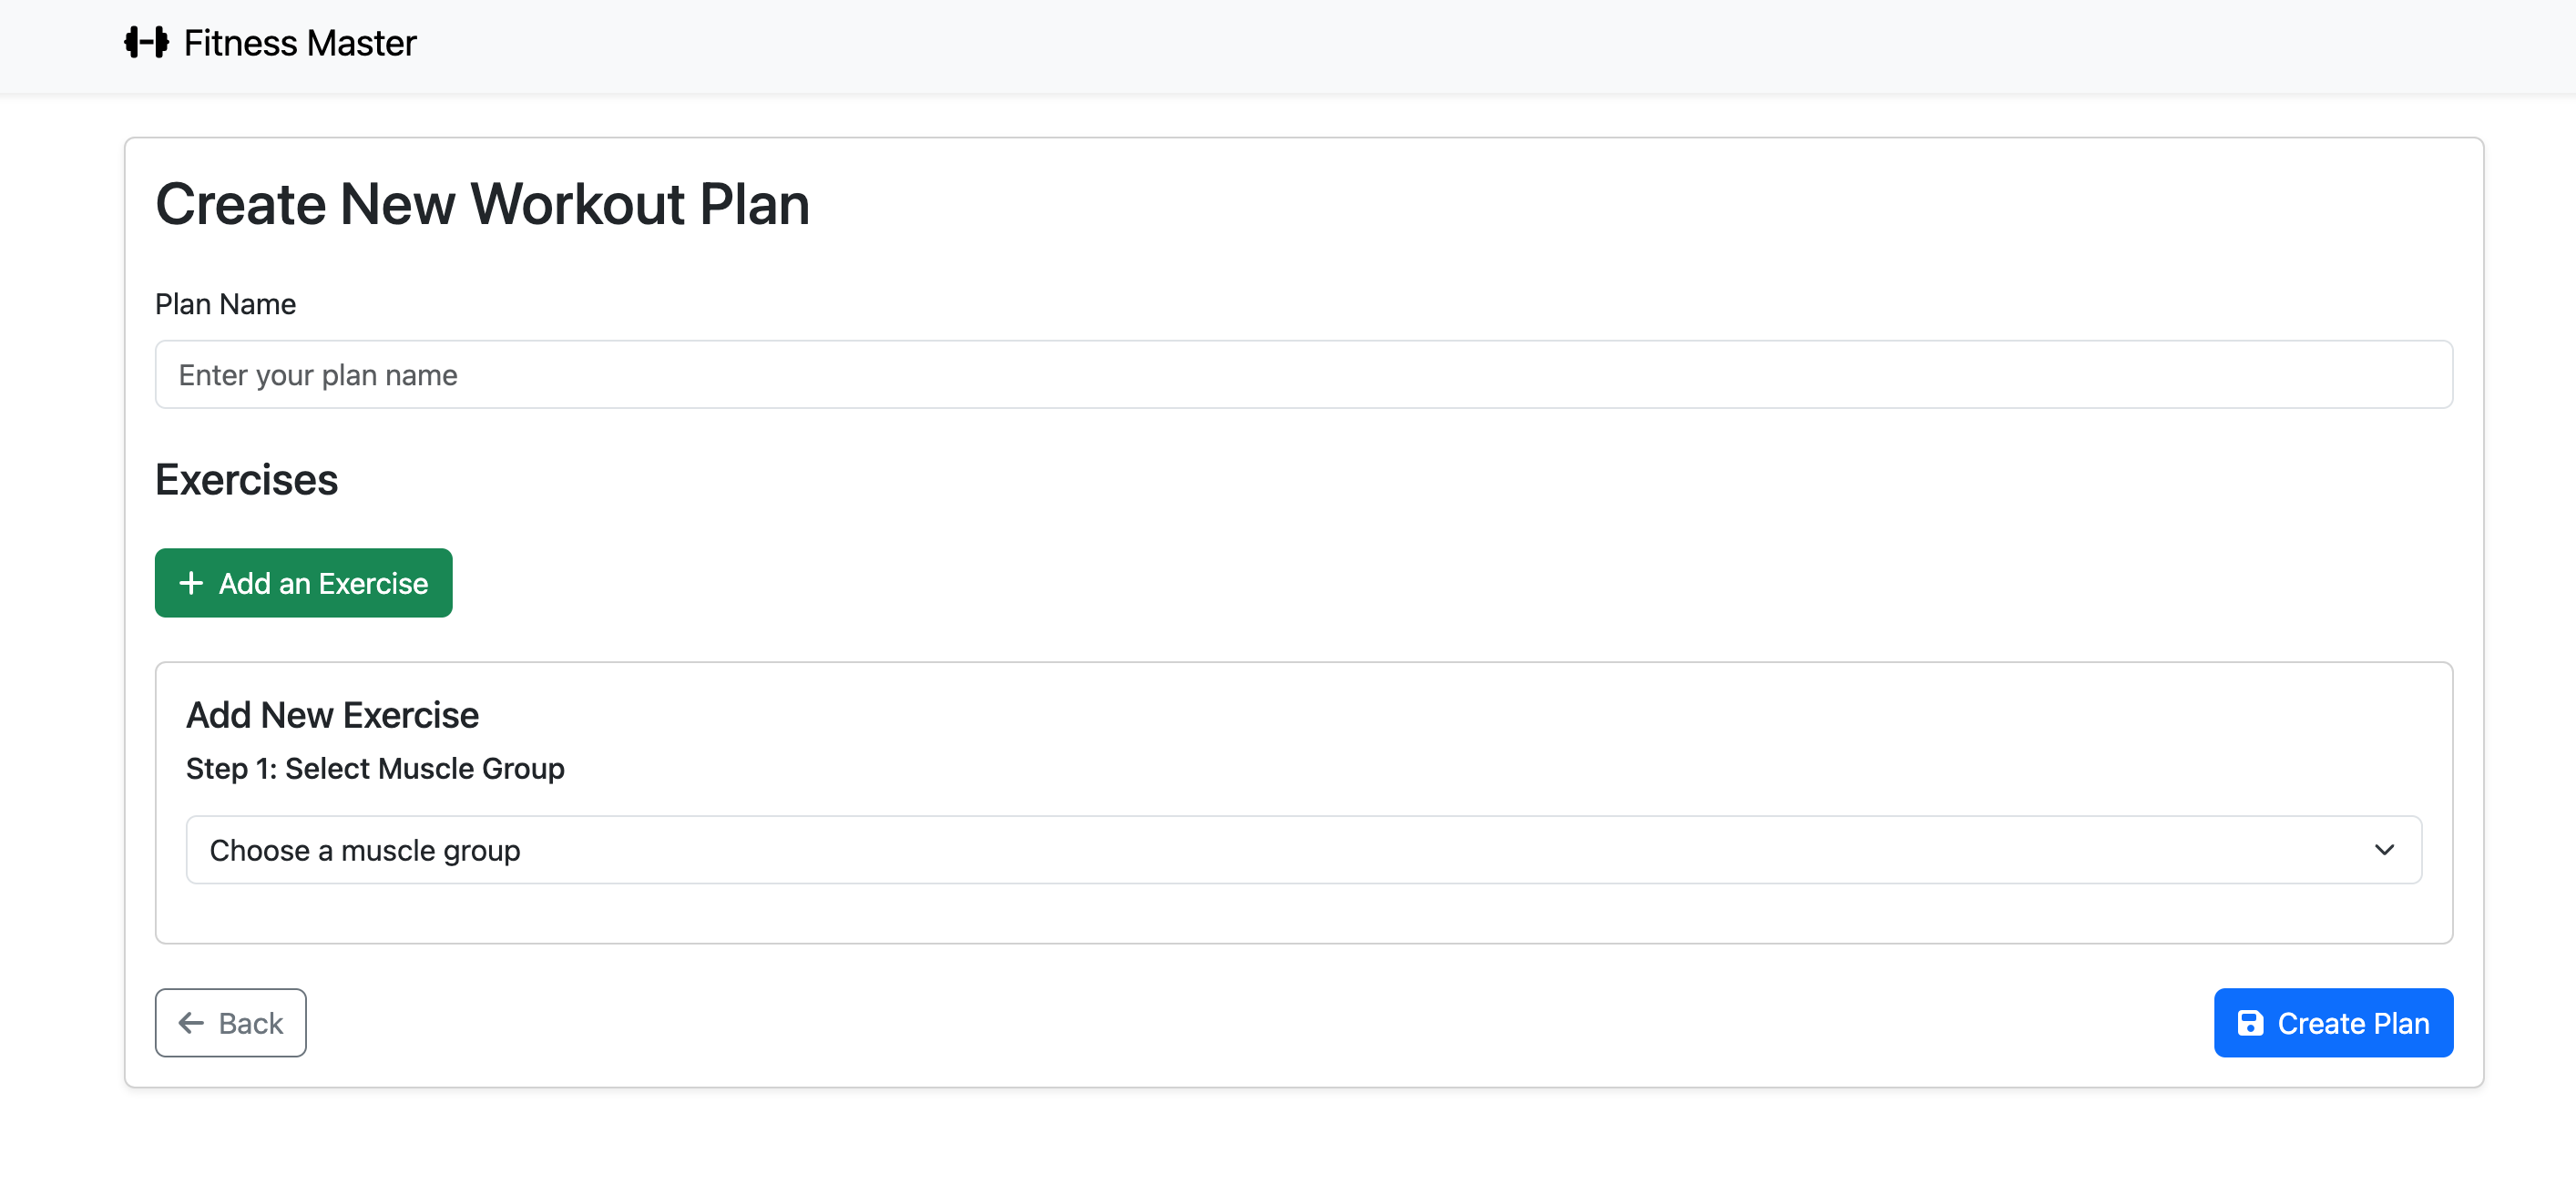 Fitness Master
Create New Workout Plan
Plan Name
Enter your plan name
Exercises
Add an Exercise
Add New Exercise
Step 1: Select Muscle Group
Choose a muscle group
Back
Create Plan